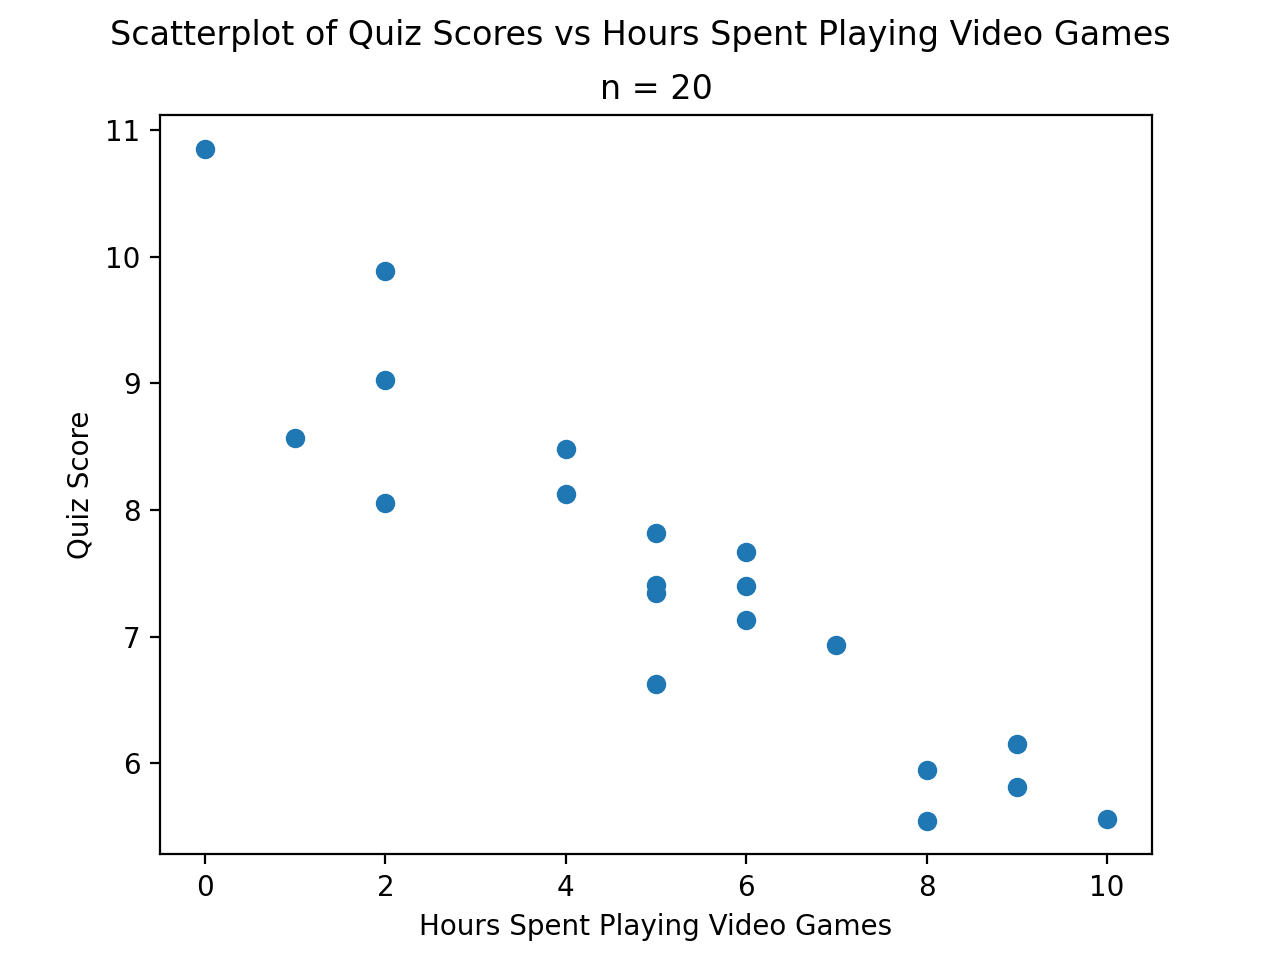 Scatterplot of Quiz Scores vs Hours Spent Playing Video Games
n = 20
11
10
9
8
7
6
Quiz Score
0 2 4 6 8 10
Hours Spent Playing Video Games